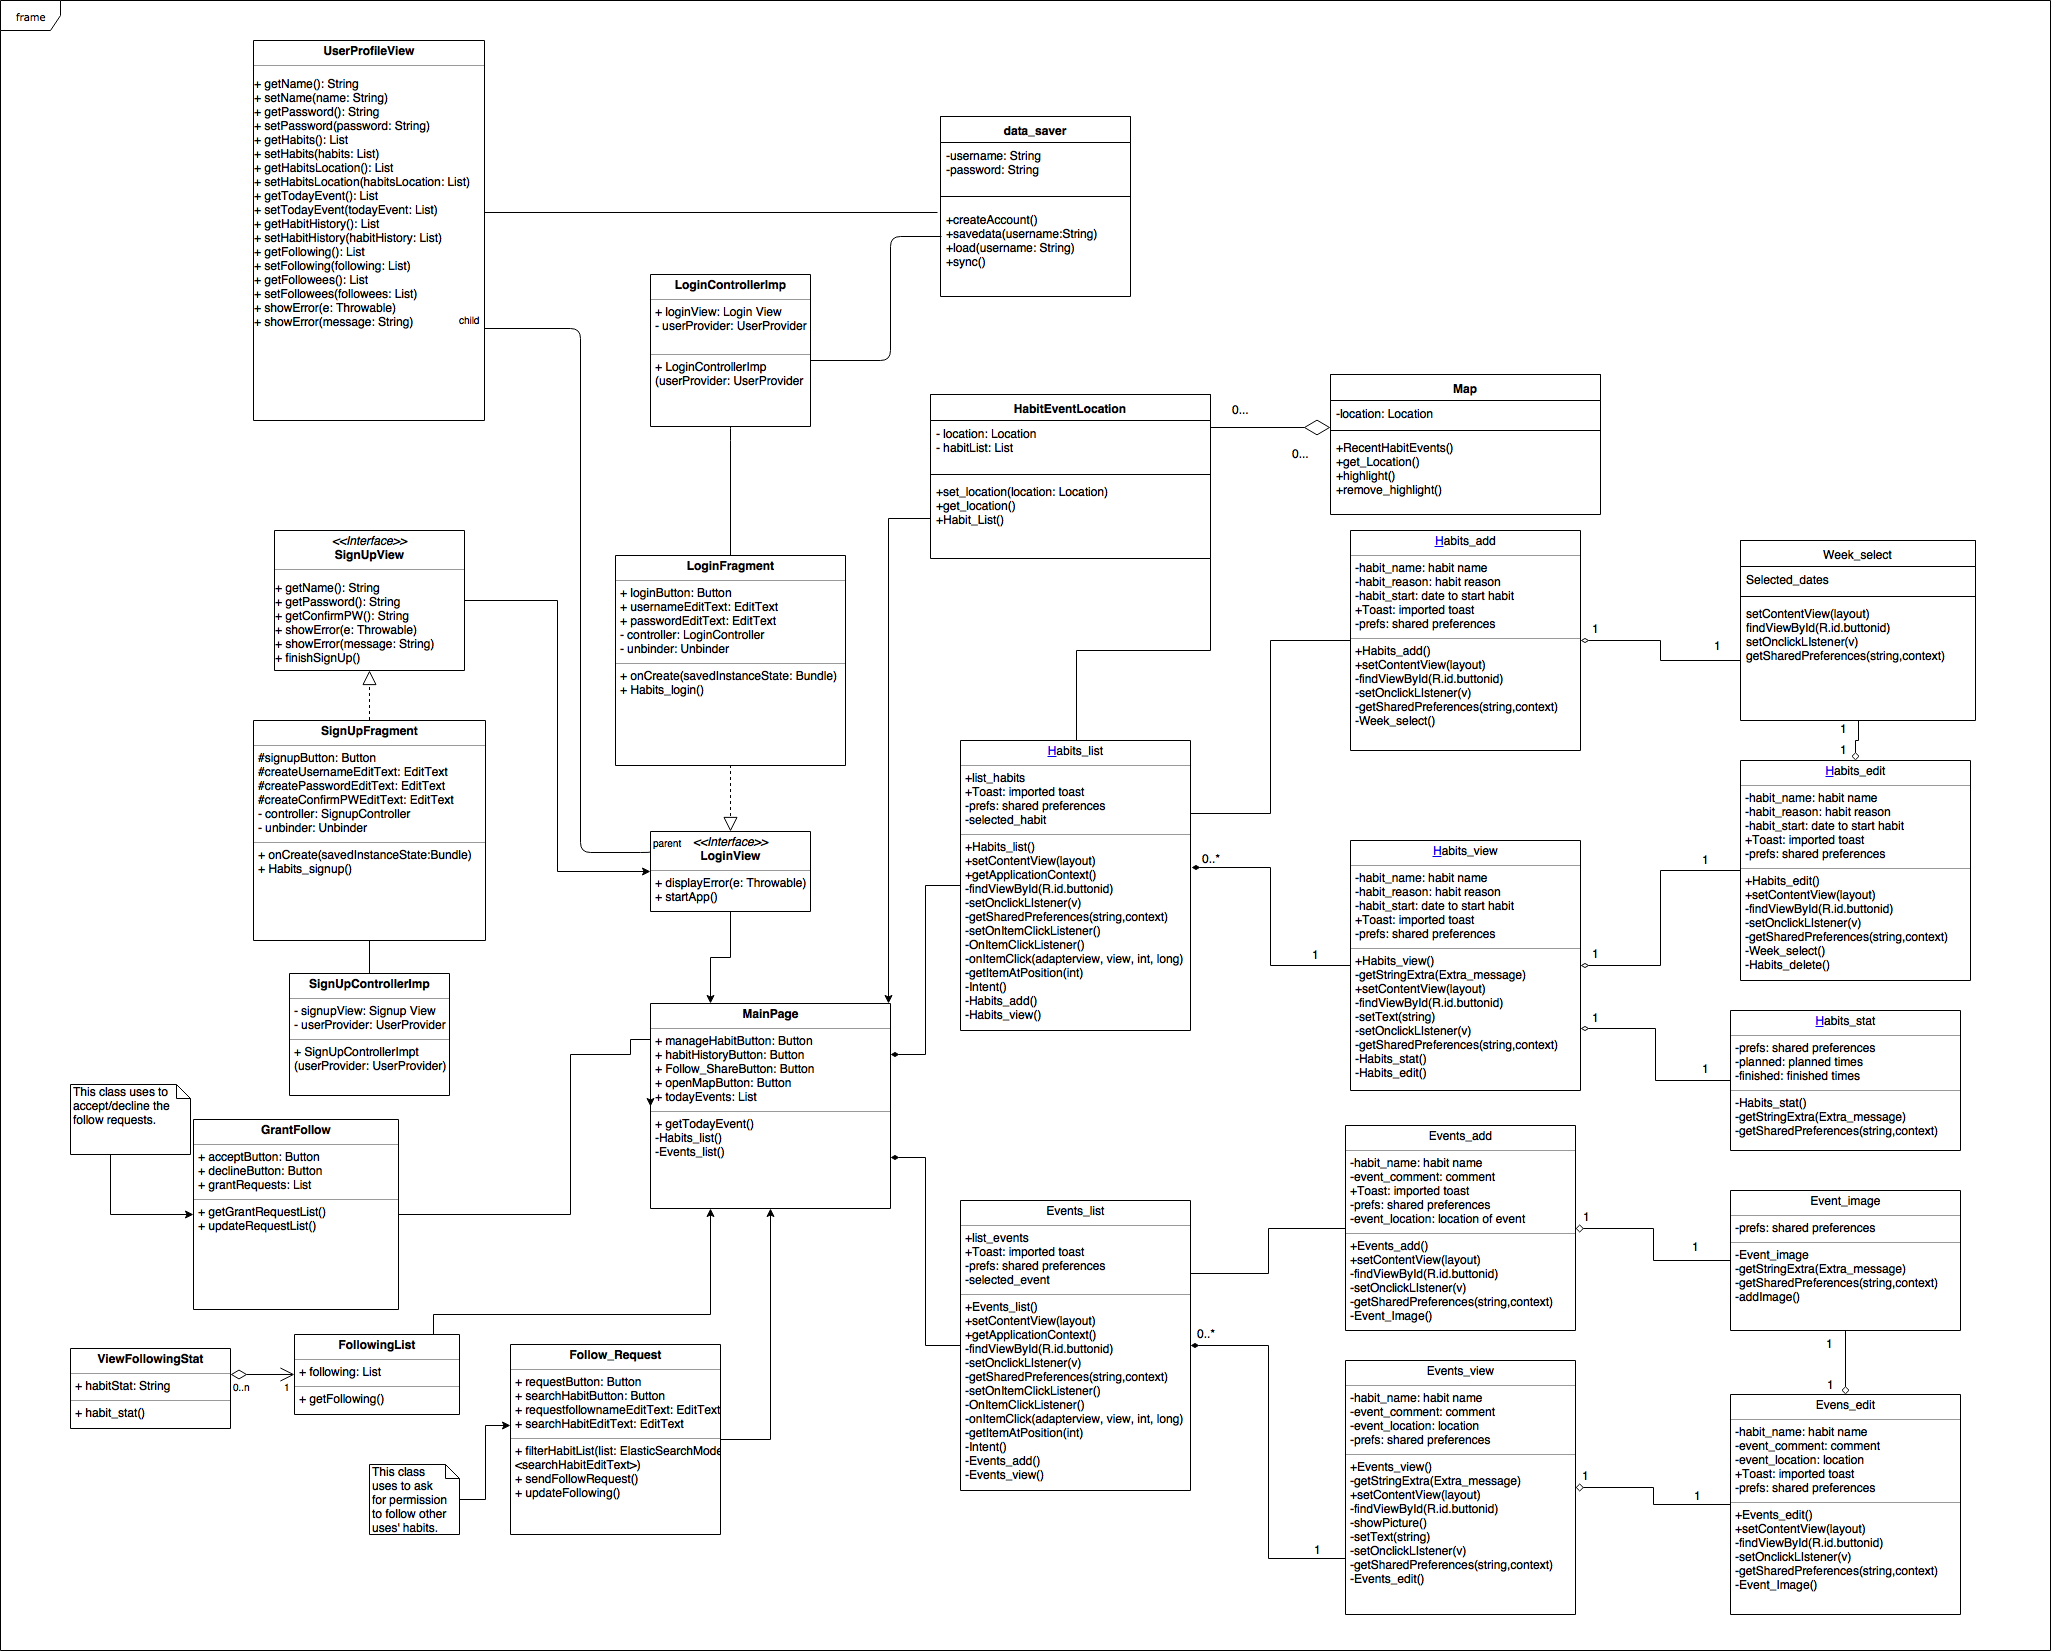 frame
UserProfileView
+ getName(): String
+ setName(name: String)
+ getPassword(): String
+ setPassword(password: String)
+ getHabits(): List
+ setHabits(habits: List)
+ getHabitsLocation(): List
+ setHabitsLocation(habitsLocation: List)
+ getTodayEvent(): List
+ setTodayEvent(todayEvent: List)
+ getHabitHistory(): List
+ setHabitHistory(habitHistory: List)
+ getFollowing(): List
+ setFollowing(following: List)
+ getFollowees(): List
+ setFollowees(followees: List)
+ showError(e: Throwable)
+ showError(message: String)
child
data_saver
-username: String
-password: String
+createAccount()
+savedata(username:String)
+load(username: String)
+sync()
LoginControllerImp
+ loginView: Login View
- userProvider: UserProvider
+ LoginControllerImp
(userProvider: UserProvider
HabitEventLocation
- location: Location
- habitList: List
+set_location(location: Location)
+get_location()
+Habit_List()
0...
0...
Map
-location: Location
+RecentHabitEvents()
+get_Location()
+highlight()
+remove_highlight()
<<Interface>>
SignUpView
+ getName(): String
+ getPassword(): String
+ getConfirmPW(): String
+ showError(e: Throwable)
+ showError(message: String)
+ finishSignUp()
LoginFragment
+ loginButton: Button
+ usernameEditText: EditText
+ passwordEditText: EditText
- controller: LoginController
- unbinder: Unbinder
+ onCreate(savedInstanceState: Bundle)
+ Habits_login()
Habits_add
-habit_name: habit name
-habit_reason: habit reason
-habit_start: date to start habit
+Toast: imported toast
-prefs: shared preferences
+Habits_add()
+setContentView(layout)
-findViewById(R.id.buttonid)
-setOnclickLIstener(v)
-getSharedPreferences(string,context)
-Week_select()
1
1
Week_select
Selected_dates
setContentView(layout)
findViewById(R.id.buttonid)
setOnclickLIstener(v)
getSharedPreferences(string,context)
1
1
SignUpFragment
#signupButton: Button
#createUsernameEditText: EditText
#createPasswordEditText: EditText
#createConfirmPWEditText: EditText
- controller: SignupController
- unbinder: Unbinder
+ onCreate(savedInstanceState:Bundle)
+ Habits_signup()
parent
<<Interface>>
LoginView
+ displayError(e: Throwable)
+ startApp()
Habits_list
+list_habits
+Toast: imported toast
-prefs: shared preferences
-selected_habit
+Habits_list()
+setContentView(layout)
+getApplicationContext()
-findViewById(R.id.buttonid)
-setOnclickLIstener(v)
-getSharedPreferences(string,context)
-setOnItemClickListener()
-OnItemClickListener()
-onItemClick(adapterview, view, int, long)
-getItemAtPosition(int)
-Intent()
-Habits_add()
-Habits_view()
0..*
1
Habits_view
-habit_name: habit name
-habit_reason: habit reason
-habit_start: date to start habit
+Toast: imported toast
-prefs: shared preferences
+Habits_view()
-getStringExtra(Extra_message)
+setContentView(layout)
-findViewById(R.id.buttonid)
-setText(string)
-setOnclickLIstener(v)
-getSharedPreferences(string,context)
-Habits_stat()
-Habits_edit()
1
1
1
1
Habits_edit
-habit_name: habit name
-habit_reason: habit reason
-habit_start: date to start habit
+Toast: imported toast
-prefs: shared preferences
+Habits_edit()
+setContentView(layout)
-findViewById(R.id.buttonid)
-setOnclickLIstener(v)
-getSharedPreferences(string,context)
-Week_select()
-Habits_delete()
Habits_stat
-prefs: shared preferences
-planned: planned times
-finished: finished times
-Habits_stat()
-getStringExtra(Extra_message)
-getSharedPreferences(string,context)
SignUpControllerImp
- signupView: Signup View
- userProvider: UserProvider
+ SignUpControllerImpt
(userProvider: UserProvider)
MainPage
+ manageHabitButton: Button
+ habitHistoryButton: Button
+ Follow_ShareButton: Button
+ openMapButton: Button
+ todayEvents: List
+ getTodayEvent()
-Habits_list()
-Events_list()
This class uses to
accept/decline the
follow requests.
GrantFollow
+ acceptButton: Button
+ declineButton: Button
+ grantRequests: List
+ getGrantRequestList()
+ updateRequestList()
Events_list
+list_events
+Toast: imported toast
-prefs: shared preferences
-selected_event
+Events_list()
+setContentView(layout)
+getApplicationContext()
-findViewById(R.id.buttonid)
-setOnclickLIstener(v)
-getSharedPreferences(string,context)
-setOnItemClickListener()
-OnItemClickListener()
-onItemClick(adapterview, view, int, long)
-getItemAtPosition(int)
-Intent()
-Events_add()
-Events_view()
0..*
1
Events_add
-habit_name: habit name
-event_comment: comment
+Toast: imported toast
-prefs: shared preferences
-event_location: location of event
+Events_add()
+setContentView(layout)
-findViewById(R.id.buttonid)
-setOnclickLIstener(v)
-getSharedPreferences(string,context)
-Event_Image()
1
1
Event_image
-prefs: shared preferences
-Event_image
-getStringExtra(Extra_message)
-getSharedPreferences(string,context)
-addImage()
1
1
ViewFollowingStat
+ habitStat: String
+ habit_stat()
0..n
1
FollowingList
+ following: List
+ getFollowing()
Follow_Request
+ requestButton: Button
+ searchHabitButton: Button
+ requestfollownameEditText: EditText
+ searchHabitEditText: EditText
+ filterHabitList(list: ElasticSearchMode
<searchHabitEditText>)
+ sendFollowRequest()
+ updateFollowing()
This class
uses to ask
for permission
to follow other
uses' habits.
Events_view
-habit_name: habit name
-event_comment: comment
-event_location: location
-prefs: shared preferences
+Events_view()
-getStringExtra(Extra_message)
+setContentView(layout)
-findViewById(R.id.buttonid)
-showPicture()
-setText(string)
-setOnclickLIstener(v)
-getSharedPreferences(string,context)
-Events_edit()
1
1
Evens_edit
-habit_name: habit name
-event_comment: comment
-event_location: location
+Toast: imported toast
-prefs: shared preferences
+Events_edit()
+setContentView(layout)
-findViewById(R.id.buttonid)
-setOnclickLIstener(v)
-getSharedPreferences(string,context)
-Event_Image()